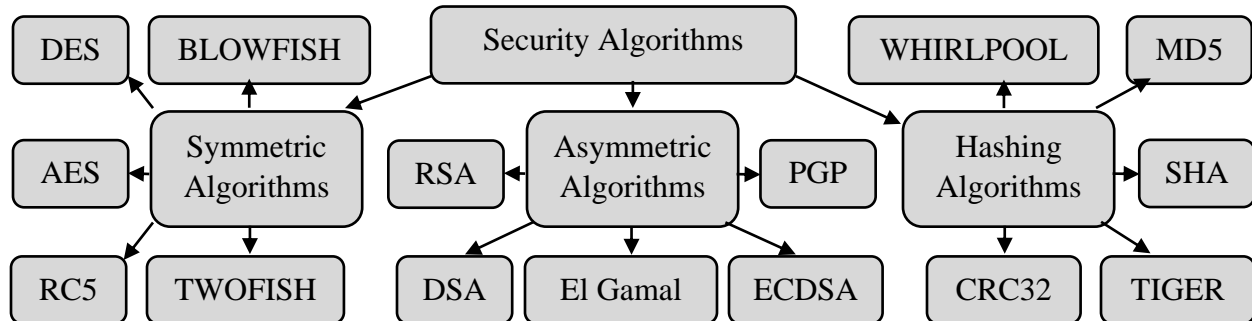 DES
BLOWFISH
Security Algorithms
WHIRLPOOL
MD5
Symmetric
Algorithms
Asymmetric
Algorithms
Hashing
Algorithms
AES
RSA
PGP
SHA
RC5
TWOFISH
DSA
El Gamal
ECDSA
CRC32
TIGER